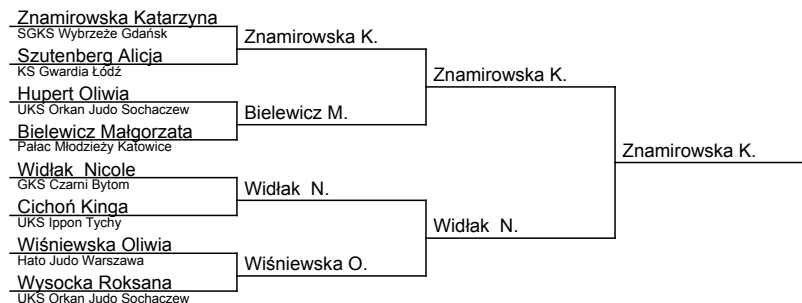 Znamirowska Katarzyna
SGKS Wybrzeże Gdańsk
Szutenberg Alicja
KS Gwardia Łódź
Hupert Oliwia
UKS Orkan Judo Sochaczew
Bielewicz Małgorzata
Pałac Młodzieży Katowice
Widłak  Nicole
GKS Czarni Bytom
Cichoń Kinga
UKS Ippon Tychy
Wiśniewska Oliwia
Hato Judo Warszawa
Wysocka Roksana
UKS Orkan Judo Sochaczew
Znamirowska K.
Bielewicz M.
Widłak  N.
Wiśniewska O.
Znamirowska K.
Widłak  N.
Znamirowska K.